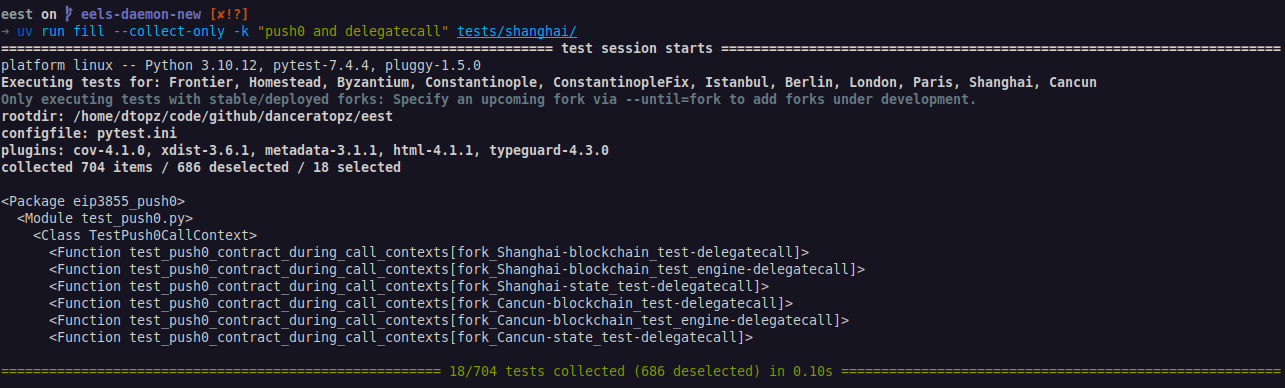 eest on ᚹ eels-daemon-new [✘!?]
➜ uv run fill --collect-only -k "push0 and delegatecall" tests/shanghai/
===================================================================== test session starts ======================================================================
platform linux -- Python 3.10.12, pytest-7.4.4, pluggy-1.5.0
Executing tests for: Frontier, Homestead, Byzantium, Constantinople, ConstantinopleFix, Istanbul, Berlin, London, Paris, Shanghai, Cancun
Only executing tests with stable/deployed forks: Specify an upcoming fork via --until=fork to add forks under development.
rootdir: /home/dtopz/code/github/danceratopz/eest
configfile: pytest.ini
plugins: cov-4.1.0, xdist-3.6.1, metadata-3.1.1, html-4.1.1, typeguard-4.3.0
collected 704 items / 686 deselected / 18 selected
<Package eip3855_push0>
<Module test_push0.py>
<Class TestPush0CallContext>
<Function test_push0_contract_during_call_contexts[fork_Shanghai-blockchain_test-delegatecall]>
<Function test_push0_contract_during_call_contexts[fork_Shanghai-blockchain_test_engine-delegatecall]>
<Function test_push0_contract_during_call_contexts[fork_Shanghai-state_test-delegatecall]>
<Function test_push0_contract_during_call_contexts[fork_Cancun-blockchain_test-delegatecall]>
<Function test_push0_contract_during_call_contexts[fork_Cancun-blockchain_test_engine-delegatecall]>
<Function test_push0_contract_during_call_contexts[fork_Cancun-state_test-delegatecall]>
======================================================= 18/704 tests collected (686 deselected) in 0.10s =======================================================